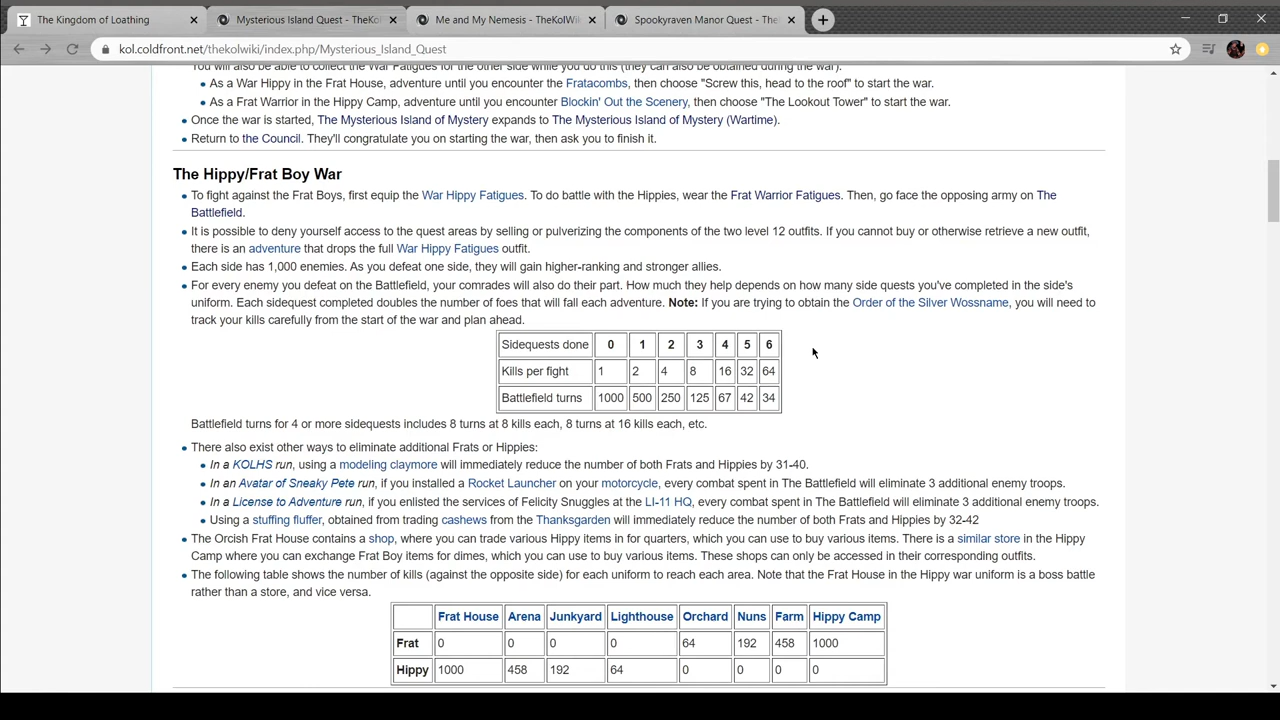 The Kingdom of Loathing
Mysterious Island Quest - TheKol
Me and My Nemesis - TheKolWi
Spookyraven Manor Quest - The
kol.coldfront.net/thekolwiki/index.php/Mysterious_Island_Quest
You will also be able to collect the War Fatigues for the other side while you do this (they can also be obtained during the war).
As a War Hippy in the Frat House, adventure until you encounter the Fratacombs, then choose "Screw this, head to the roof" to start the war.
As a Frat Warrior in the Hippy Camp, adventure until you encounter Blockin' Out the Scenery, then choose "The Lookout Tower" to start the war.
Once the war is started, The Mysterious Island of Mystery expands to The Mysterious Island of Mystery (Wartime).
Return to the Council. They'll congratulate you on starting the war, then ask you to finish it.
The Hippy/Frat Boy War
To fight against the Frat Boys, first equip the War Hippy Fatigues. To do battle with the Hippies, wear the Frat Warrior Fatigues. Then, go face the opposing army on The
Battlefield.
It is possible to deny yourself access to the quest areas by selling or pulverizing the components of the two level 12 outfits. If you cannot buy or otherwise retrieve a new outfit,
there is an adventure that drops the full War Hippy Fatigues outfit.
Each side has 1,000 enemies. As you defeat one side, they will gain higher-ranking and stronger allies.
For every enemy you defeat on the Battlefield, your comrades will also do their part. How much they help depends on how many side quests you've completed in the side's
uniform. Each sidequest completed doubles the number of foes that will fall each adventure. Note: If you are trying to obtain the Order of the Silver Wossname, you will need to
track your kills carefully from the start of the war and plan ahead.
Sidequests done 0 1 2 3 4 5 6
Kills per fight 1 2 4 8 16 32 64
Battlefield turns 1000 500 250 125 67 42 34
Battlefield turns for 4 or more sidequests includes 8 turns at 8 kills each, 8 turns at 16 kills each, etc.
There also exist other ways to eliminate additional Frats or Hippies:
In a KOLHS run, using a modeling claymore will immediately reduce the number of both Frats and Hippies by 31-40.
In an Avatar of Sneaky Pete run, if you installed a Rocket Launcher on your motorcycle, every combat spent in The Battlefield will eliminate 3 additional enemy troops.
In a License to Adventure run, if you enlisted the services of Felicity Snuggles at the LI-11 HQ, every combat spent in The Battlefield will eliminate 3 additional enemy troops.
Using a stuffing fluffer, obtained from trading cashews from the Thanksgarden will immediately reduce the number of both Frats and Hippies by 32-42
The Orcish Frat House contains a shop, where you can trade various Hippy items in for quarters, which you can use to buy various items. There is a similar store in the Hippy
Camp where you can exchange Frat Boy items for dimes, which you can use to buy various items. These shops can only be accessed in their corresponding outfits.
The following table shows the number of kills (against the opposite side) for each uniform to reach each area. Note that the Frat House in the Hippy war uniform is a boss battle
rather than a store, and vice versa.
Frat House Arena Junkyard Lighthouse Orchard Nuns Farm Hippy Camp
Frat 0 0 0 0 64 192 458 1000
Hippy 1000 458 192 64 0 0 0 0